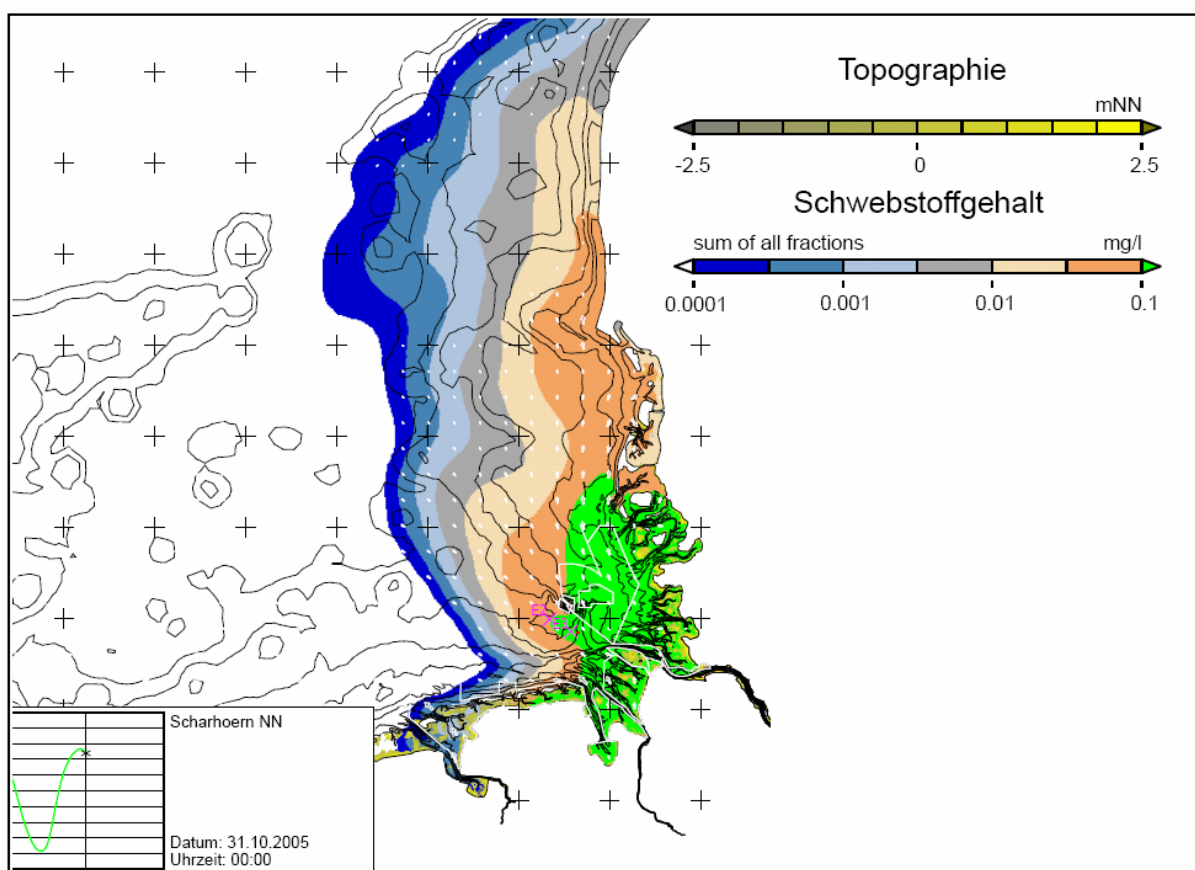 Topographie
mNN
-2.5 0 2.5
Schwebstoffgehalt
sum of all fractions mg/l
0.0001 0.001 0.01 0.1
Scharhoern NN
Datum: 31.10.2005
Uhrzeit: 00:00